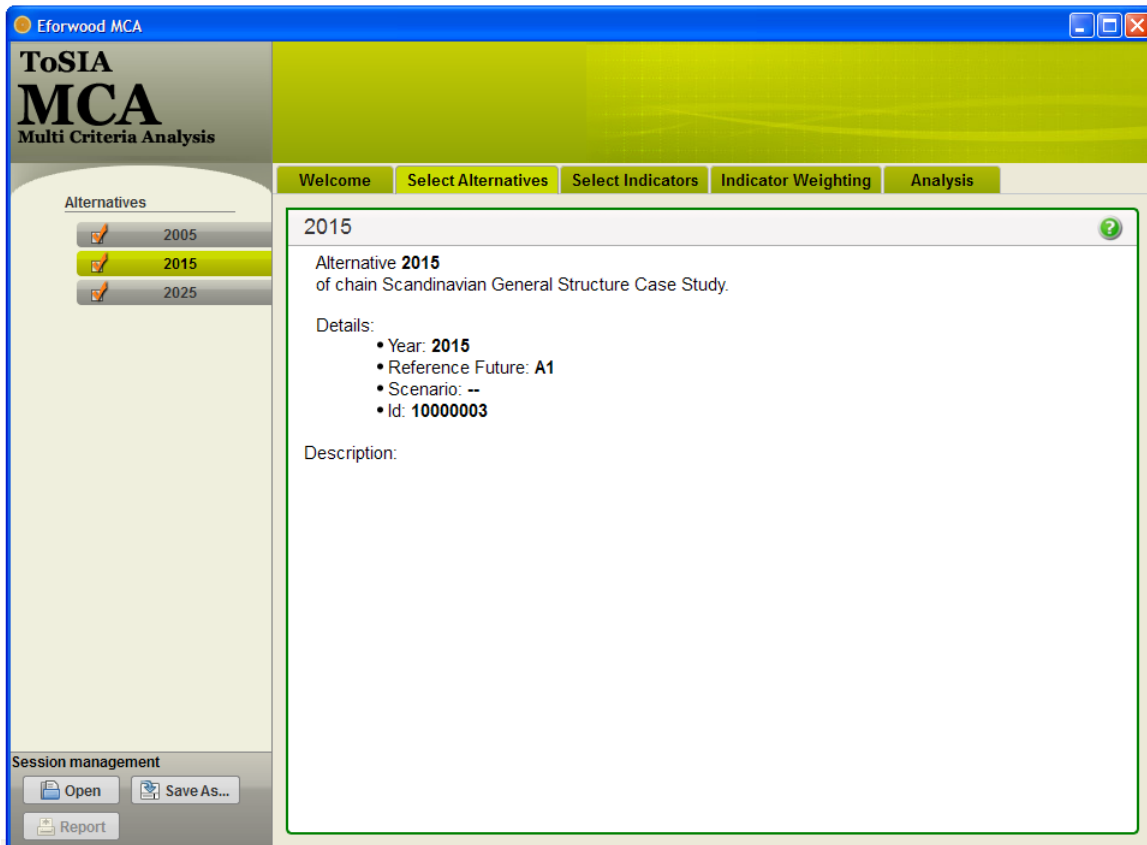 Eforwood MCA
ToSIA
MCA
Multi Criteria Analysis
Welcome Select Alternatives Select Indicators Indicator Weighting Analysis
Alternatives
2005
2015
2025
2015
Alternative 2015
of chain Scandinavian General Structure Case Study.
Details:
• Year: 2015
• Reference Future: A1
• Scenario: --
• Id: 10000003
Description:
Session management
Open Save As...
Report